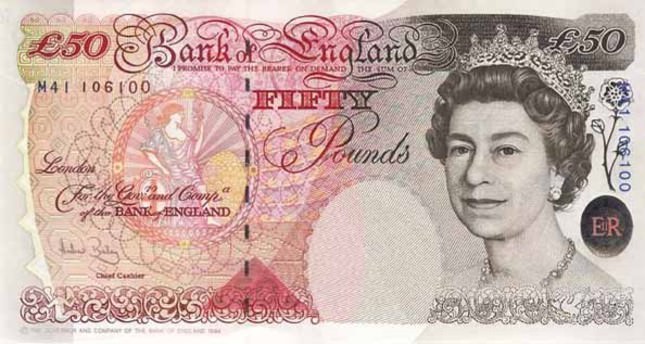 £50 Bank of England £50
I PROMISE TO PAY THE BEARER ON DEMAND THE SUM OF
M41 106100
FIFTY
Pounds
London
For the Govr. and Compa.
of the BANK of ENGLAND
Chief Cashier
© THE GOVERNOR AND COMPANY OF THE BANK OF ENGLAND 1994
M41 106100
EIIR